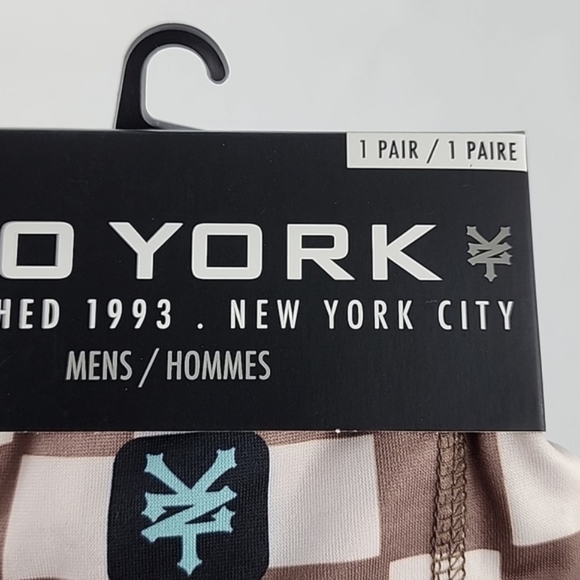 1 PAIR / 1 PAIRE
O YORK
HED 1993 . NEW YORK CITY
MENS / HOMMES